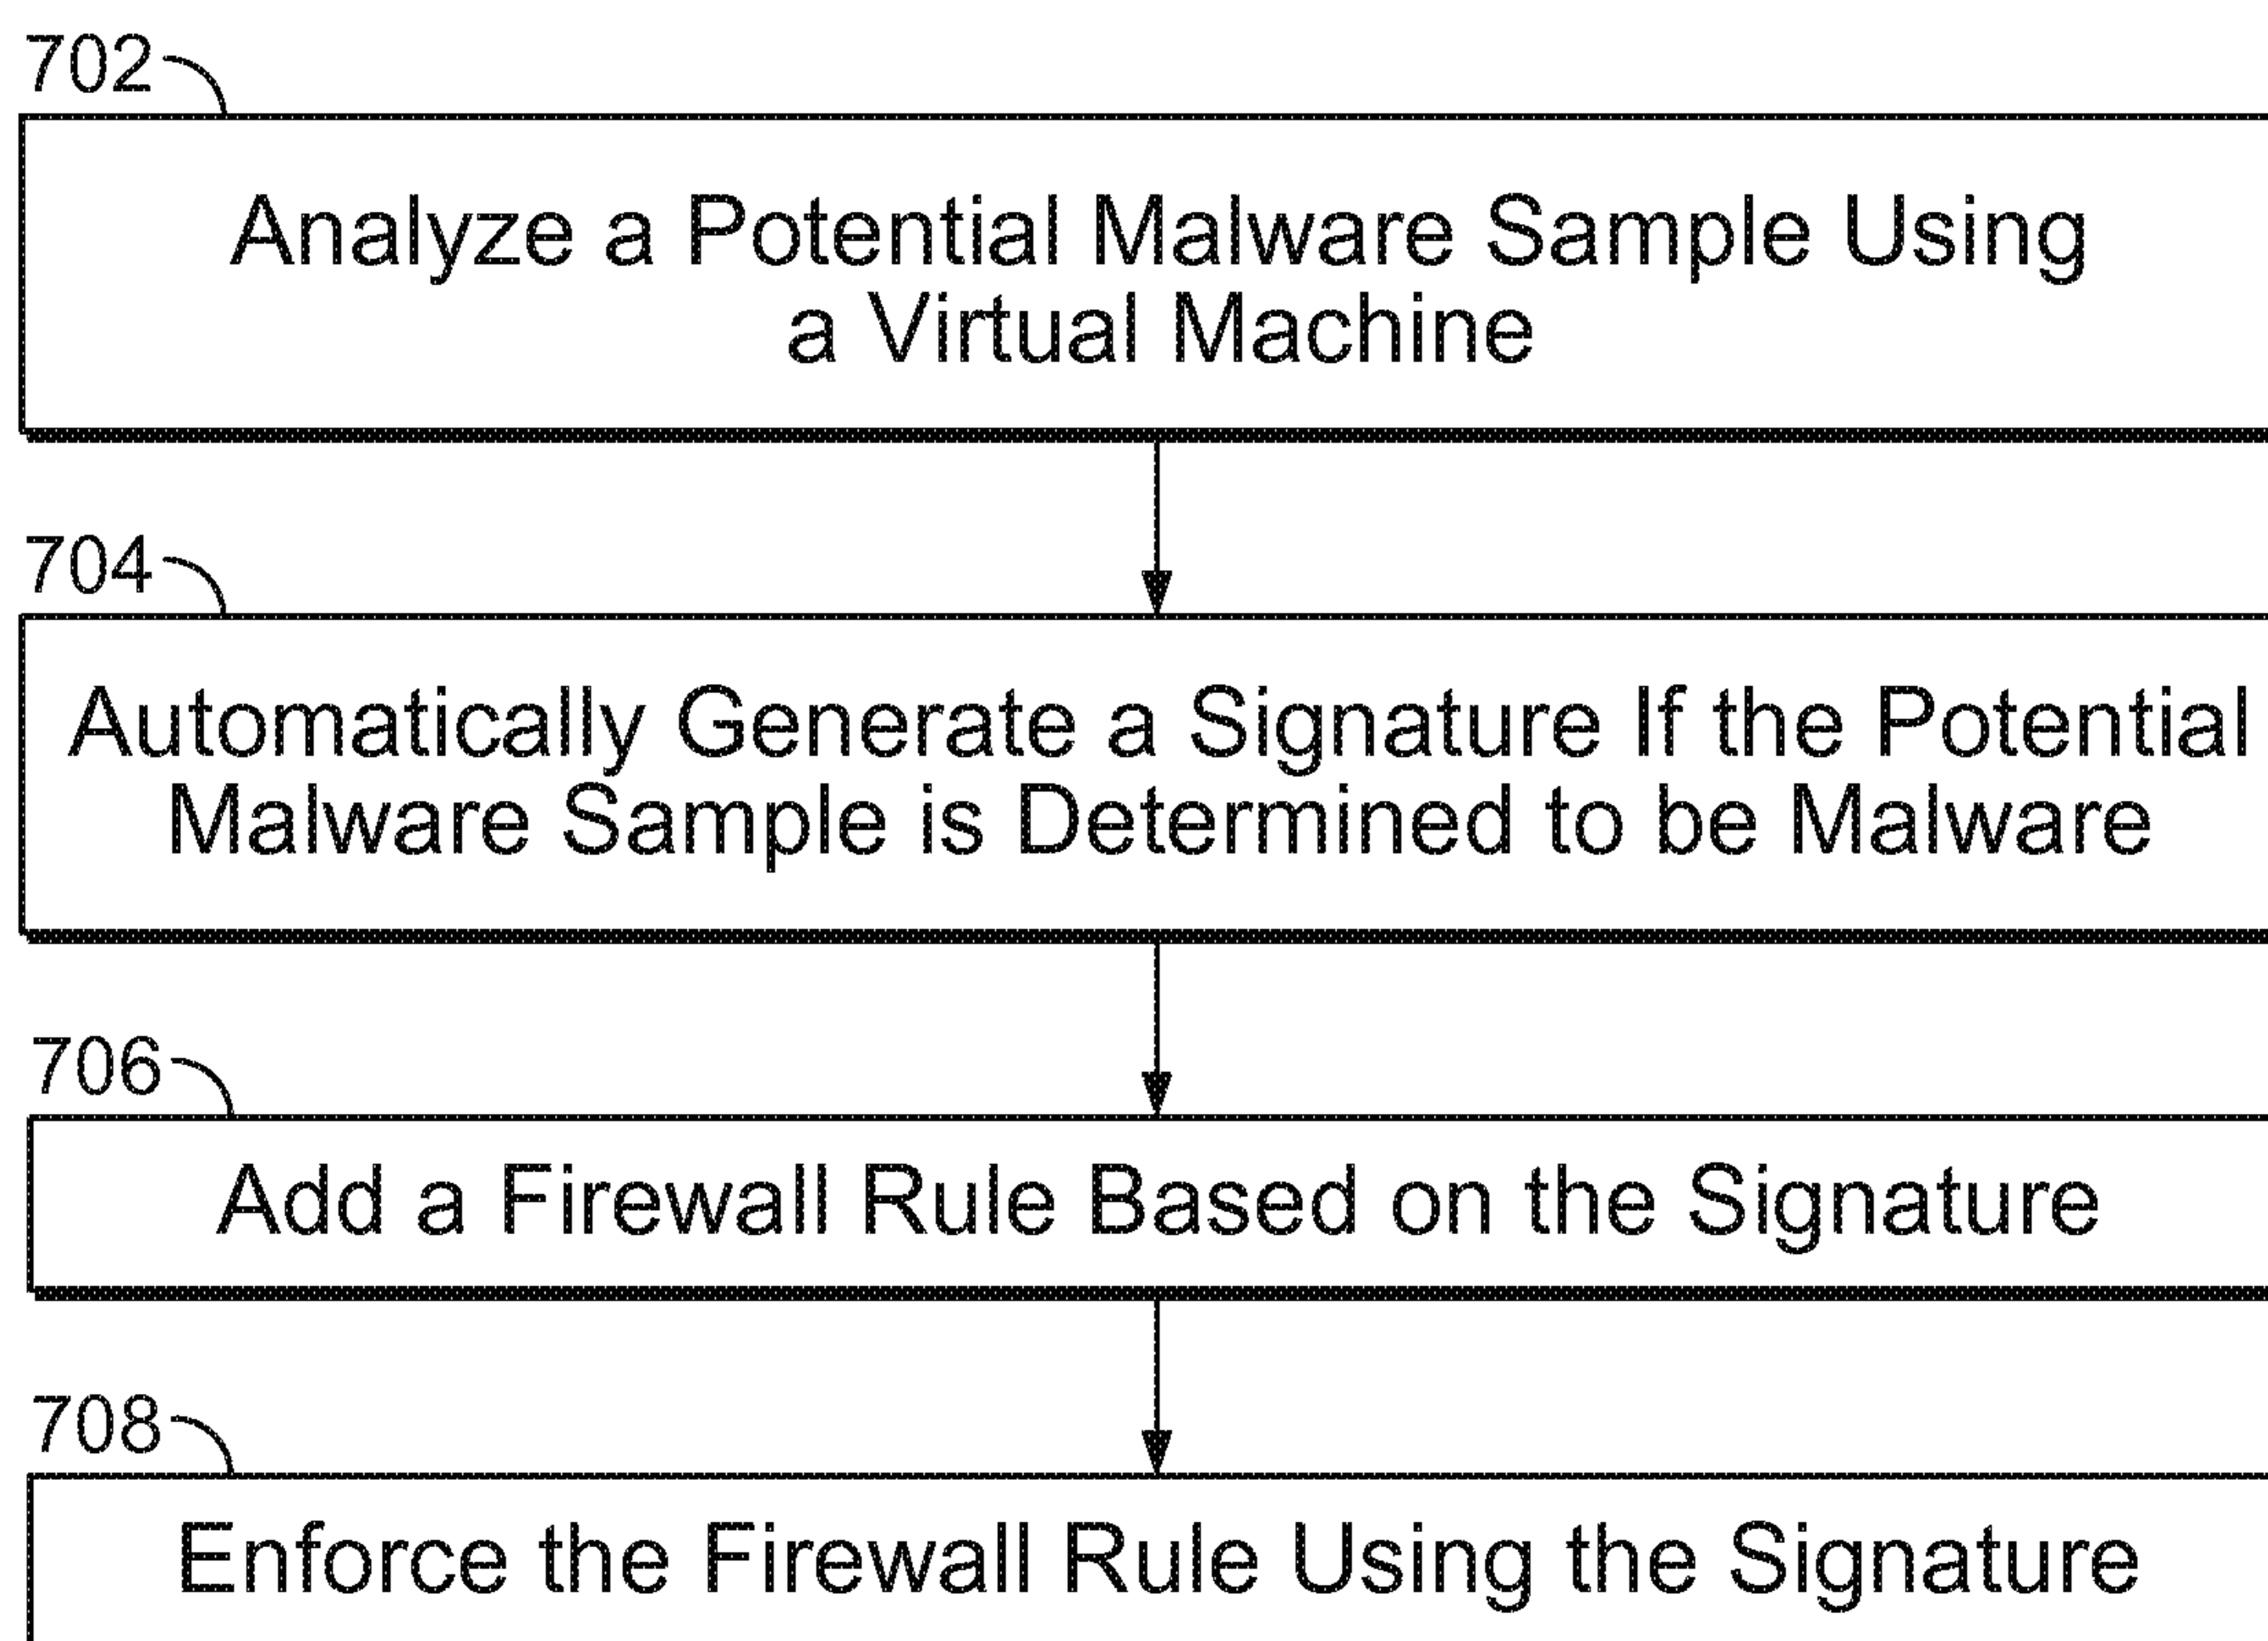 702
Analyze a Potential Malware Sample Using
a Virtual Machine
704
Automatically Generate a Signature If the Potential
Malware Sample is Determined to be Malware
706
Add a Firewall Rule Based on the Signature
708
Enforce the Firewall Rule Using the Signature